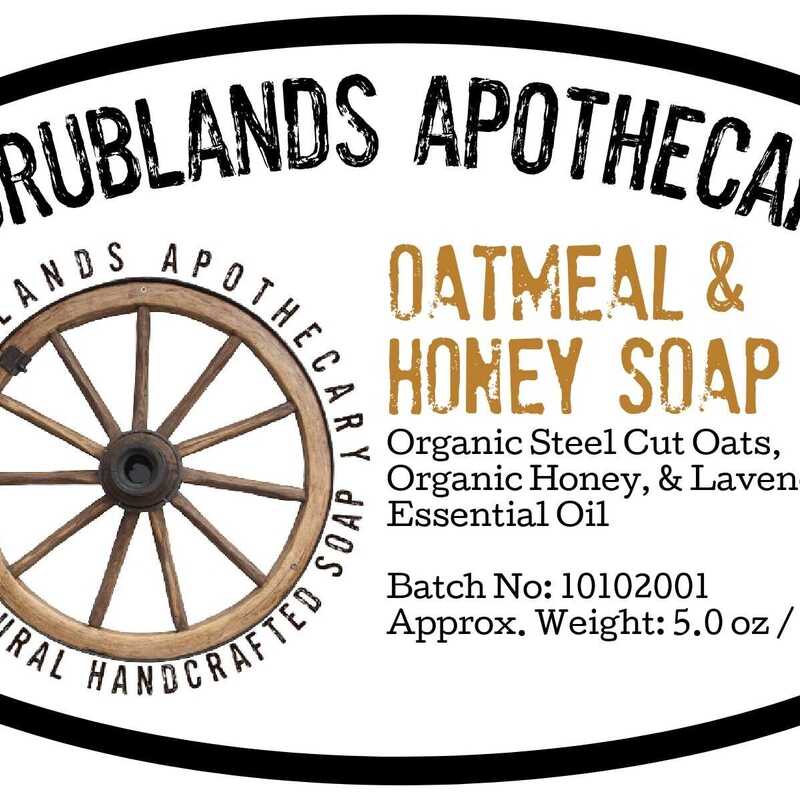 RUBLANDS APOTHECA
LANDS APOTHECARY
URAL HANDCRAFTED SOAP
OATMEAL &
HONEY SOAP
Organic Steel Cut Oats,
Organic Honey, & Laven
Essential Oil
Batch No: 10102001
Approx. Weight: 5.0 oz /